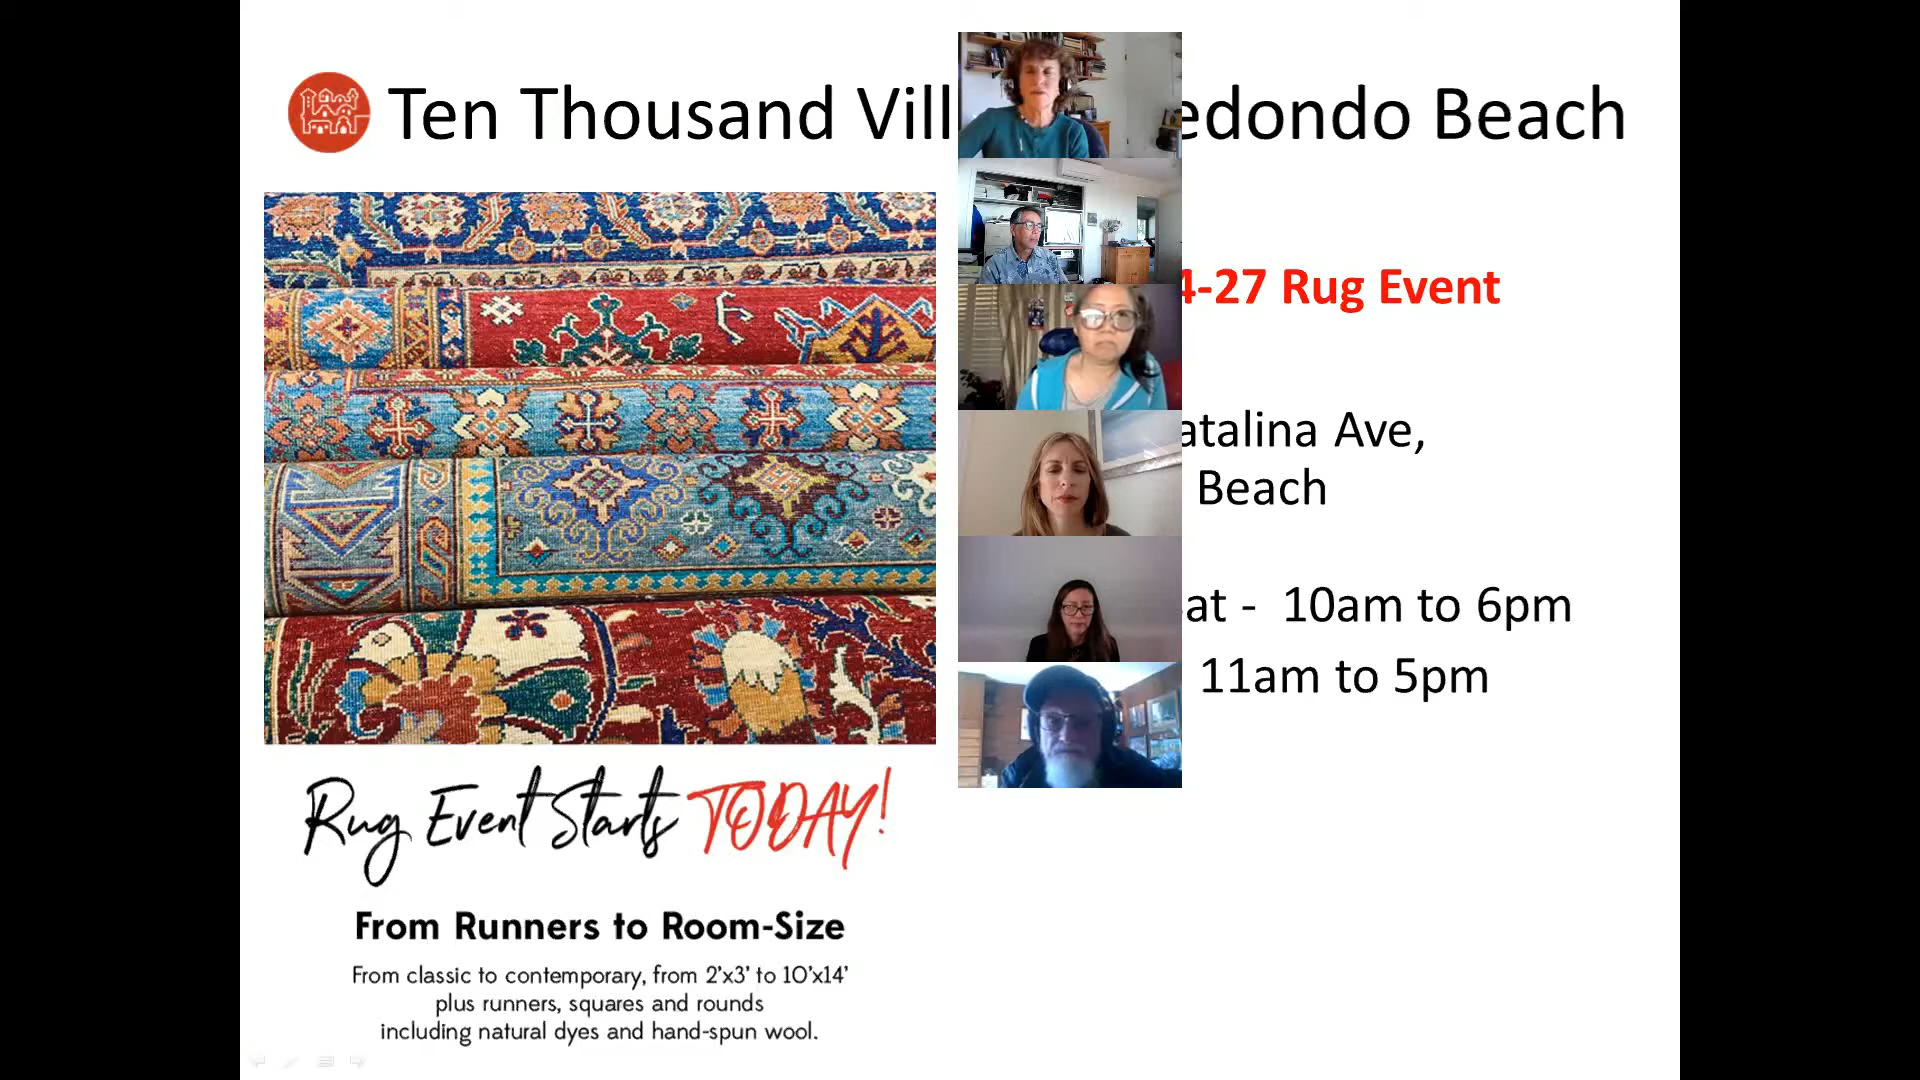 Ten Thousand Vill edondo Beach
4-27 Rug Event
atalina Ave,
Beach
at - 10am to 6pm
11am to 5pm
Rug Event Starts TODAY!
From Runners to Room-Size
From classic to contemporary, from 2'x3' to 10'x14'
plus runners, squares and rounds
including natural dyes and hand-spun wool.